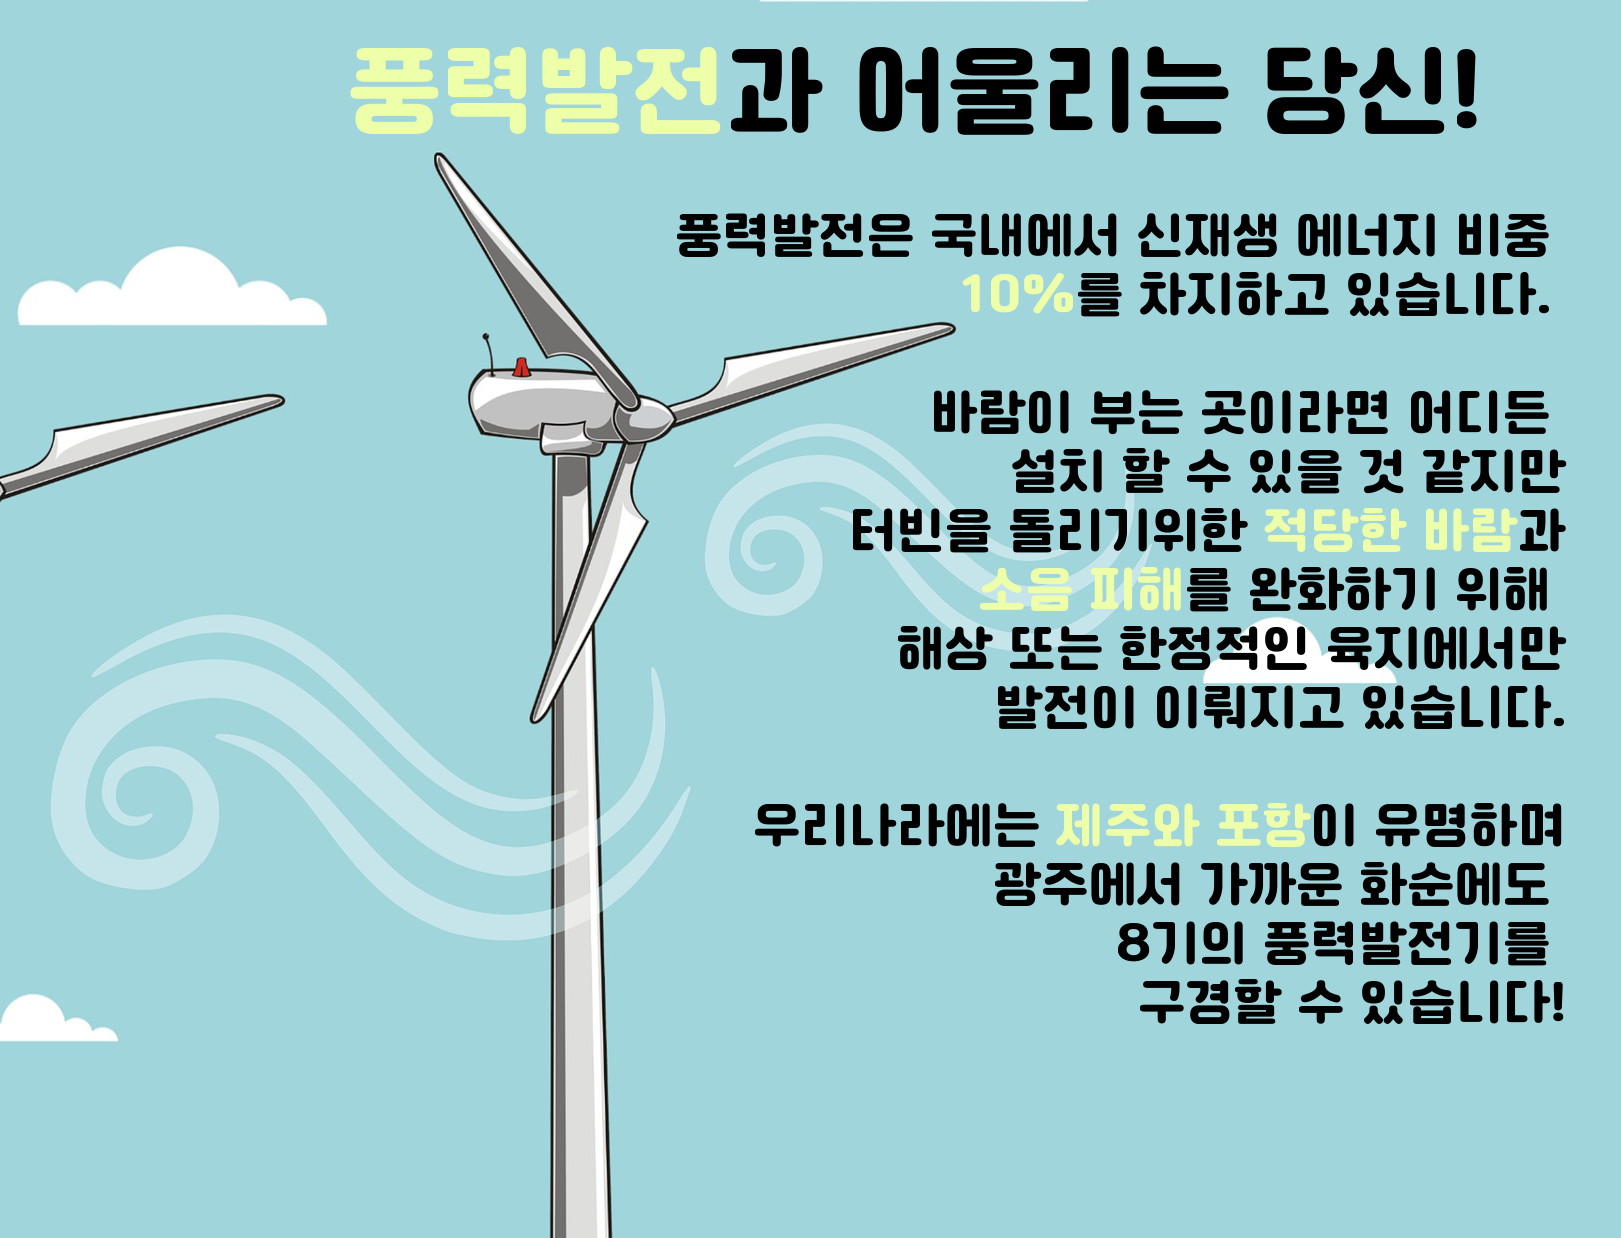 풍력발전과 어울리는 당신!
풍력발전은 국내에서 신재생 에너지 비중
10%를 차지하고 있습니다.
바람이 부는 곳이라면 어디든
설치 할 수 있을 것 같지만
터빈을 돌리기위한 적당한 바람과
소음 피해를 완화하기 위해
해상 또는 한정적인 육지에서만
발전이 이뤄지고 있습니다.
우리나라에는 제주와 포항이 유명하며
광주에서 가까운 화순에도
8기의 풍력발전기를
구경할 수 있습니다!